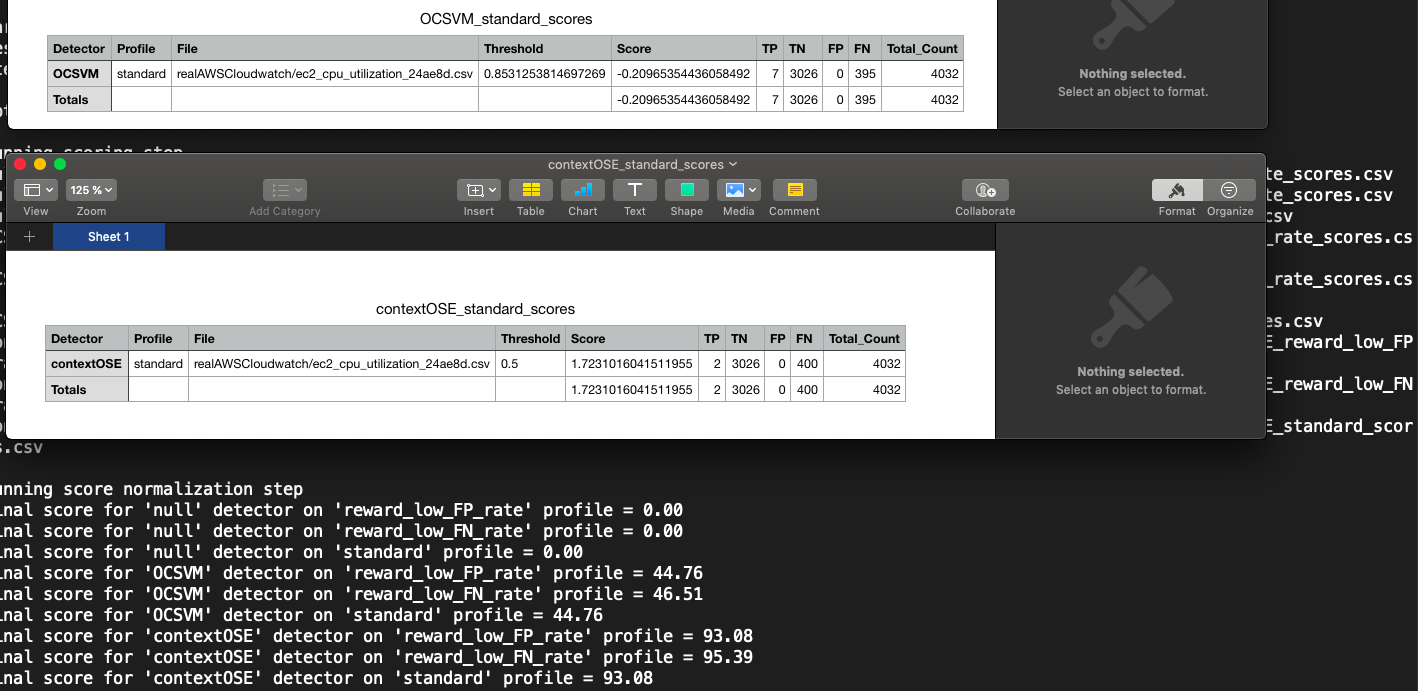 OCSVM_standard_scores
Detector Profile File Threshold Score TP TN FP FN Total_Count
OCSVM standard realAWSCloudwatch/ec2_cpu_utilization_24ae8d.csv 0.8531253814697269 -0.20965354436058492 7 3026 0 395 4032
Totals -0.20965354436058492 7 3026 0 395 4032
Nothing selected.
Select an object to format.
contextOSE_standard_scores
125 %
View Zoom Add Category Insert Table Chart Text Shape Media Comment Collaborate Format Organize
Sheet 1
contextOSE_standard_scores
Detector Profile File Threshold Score TP TN FP FN Total_Count
contextOSE standard realAWSCloudwatch/ec2_cpu_utilization_24ae8d.csv 0.5 1.7231016041511955 2 3026 0 400 4032
Totals 1.7231016041511955 2 3026 0 400 4032
Nothing selected.
Select an object to format.
te_scores.csv
te_scores.csv
csv
_rate_scores.cs
_rate_scores.cs
es.csv
E_reward_low_FP
E_reward_low_FN
E_standard_scor
s.csv
unning score normalization step
inal score for 'null' detector on 'reward_low_FP_rate' profile = 0.00
inal score for 'null' detector on 'reward_low_FN_rate' profile = 0.00
inal score for 'null' detector on 'standard' profile = 0.00
inal score for 'OCSVM' detector on 'reward_low_FP_rate' profile = 44.76
inal score for 'OCSVM' detector on 'reward_low_FN_rate' profile = 46.51
inal score for 'OCSVM' detector on 'standard' profile = 44.76
inal score for 'contextOSE' detector on 'reward_low_FP_rate' profile = 93.08
inal score for 'contextOSE' detector on 'reward_low_FN_rate' profile = 95.39
inal score for 'contextOSE' detector on 'standard' profile = 93.08